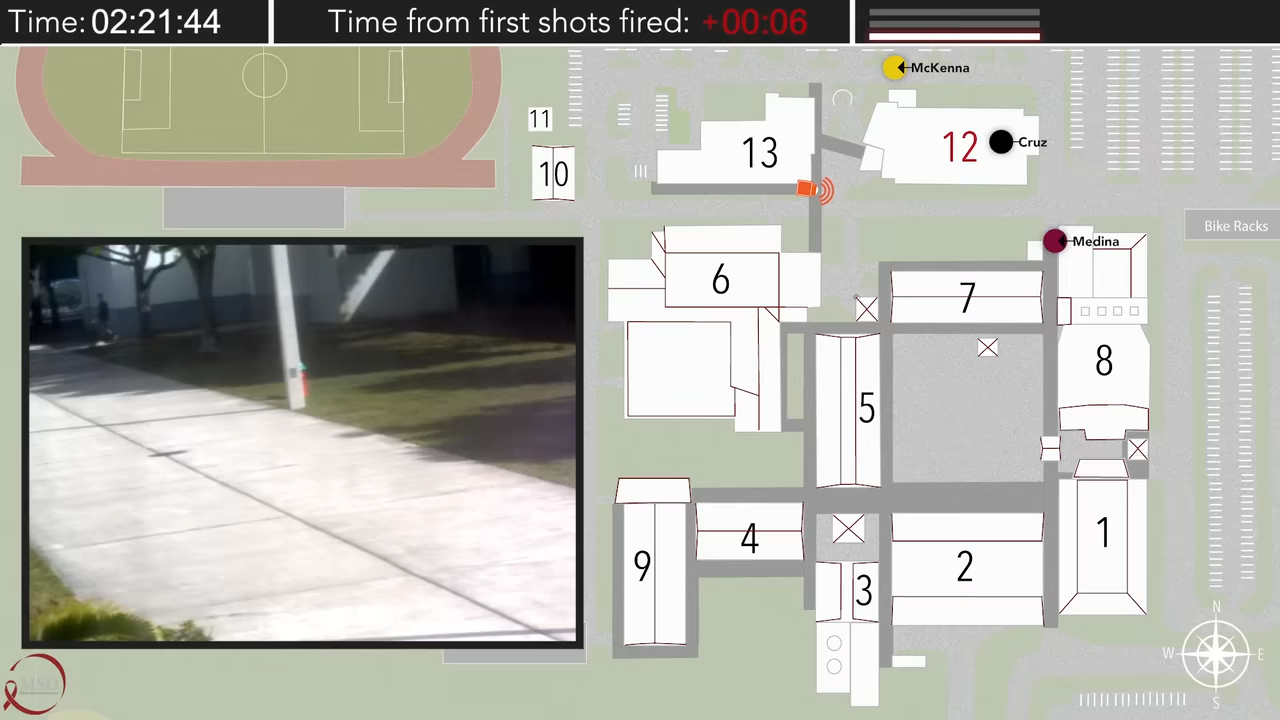 Time: 02:21:44
Time from first shots fired: +00:06
McKenna
11
13
12
Cruz
10
Bike Racks
Medina
6
7
8
5
4
9
2
1
3
N
W
E
S
MSD